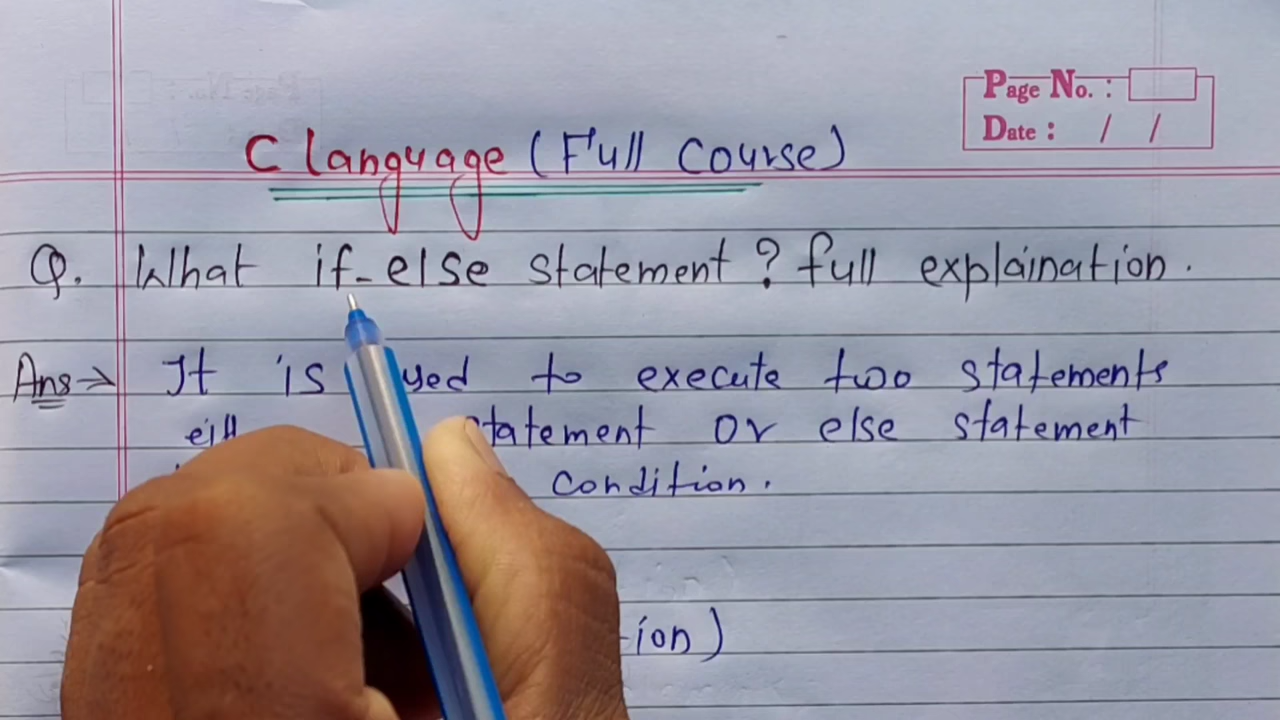 Page No. :
Date : / /
C language (Full Course)
Q. What if-else statement ? full explaination.
Ans→ It is used to execute two statements
statement or else statement
condition.